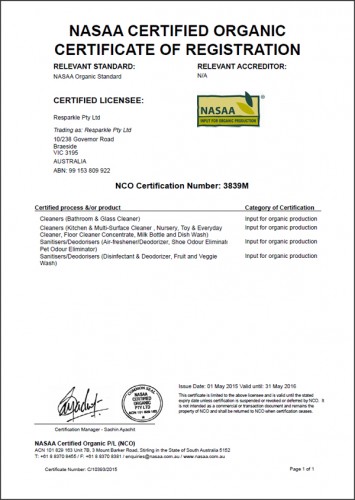 NASAA CERTIFIED ORGANIC
CERTIFICATE OF REGISTRATION
RELEVANT STANDARD: RELEVANT ACCREDITOR:
NASAA Organic Standard N/A
CERTIFIED LICENSEE:
Resparkle Pty Ltd
Trading as: Resparkle Pty Ltd
10/238 Governor Road
Braeside
VIC 3195
AUSTRALIA
ABN: 99 153 809 922
NASAA
INPUT FOR ORGANIC PRODUCTION
NCO Certification Number: 3839M
Certified process &/or product Category of Certification
Cleaners (Bathroom & Glass Cleaner) Input for organic production
Cleaners (Kitchen & Multi-Surface Cleaner , Nursery, Toy & Everyday Input for organic production
Cleaner, Floor Cleaner Concentrate, Milk Bottle and Dish Wash)
Sanitisers/Deodorisers (Air-freshener/Deodorizer, Shoe Odour Eliminati Input for organic production
Pet Odour Eliminator)
Sanitisers/Deodorisers (Disinfectant & Deodorizer, Fruit and Veggie Input for organic production
Wash)
Issue Date: 01 May 2015 Valid until: 31 May 2016
This certificate is limited to the above licensee and is valid until the stated
expiry date unless certification is suspended or revoked or deferred by NCO. It
is not intended as a commercial or transaction document and remains the
property of NCO and shall be returned to NCO when certification ceases.
COMMON SEAL
NASAA
CERTIFIED
ORGANIC
PTY LTD
Certification Manager - Sachin Ayachit
NASAA Certified Organic P/L (NCO)
ACN 101 829 163 Unit 7B, 3 Mount Barker Road, Stirling in the State of South Australia 5152
T: +61 8 8370 8455 / F: +61 8 8370 8381 / enquiries@nasaa.com.au / www.nasaa.com.au
Certificate Number: C/10393/2015 Page 1 of 1